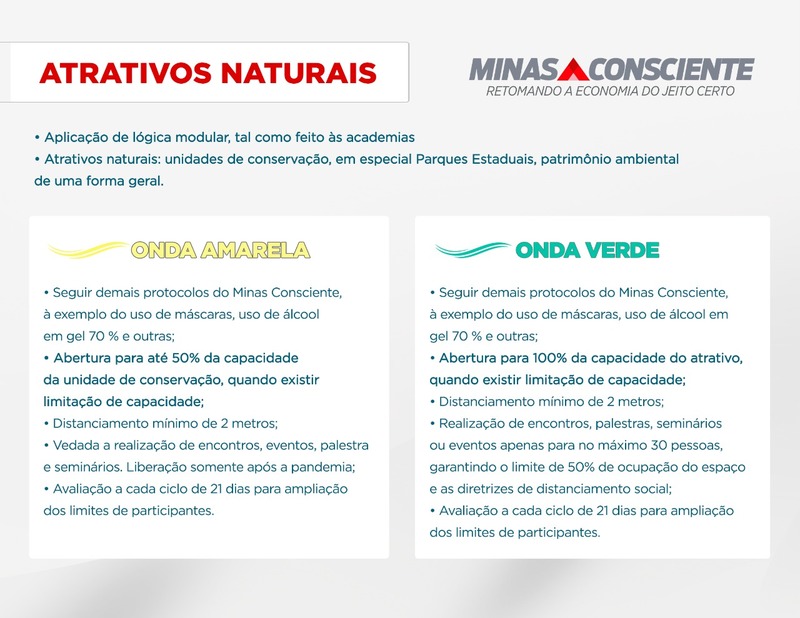 ATRATIVOS NATURAIS
MINAS CONSCIENTE
RETOMANDO A ECONOMIA DO JEITO CERTO
• Aplicação de lógica modular, tal como feito às academias
• Atrativos naturais: unidades de conservação, em especial Parques Estaduais, patrimônio ambiental
de uma forma geral.
ONDA AMARELA
• Seguir demais protocolos do Minas Consciente,
à exemplo do uso de máscaras, uso de álcool
em gel 70 % e outras;
• Abertura para até 50% da capacidade
da unidade de conservação, quando existir
limitação de capacidade;
• Distanciamento mínimo de 2 metros;
• Vedada a realização de encontros, eventos, palestra
e seminários. Liberação somente após a pandemia;
• Avaliação a cada ciclo de 21 dias para ampliação
dos limites de participantes.
ONDA VERDE
• Seguir demais protocolos do Minas Consciente,
à exemplo do uso de máscaras, uso de álcool em
gel 70 % e outras;
• Abertura para 100% da capacidade do atrativo,
quando existir limitação de capacidade;
• Distanciamento mínimo de 2 metros;
• Realização de encontros, palestras, seminários
ou eventos apenas para no máximo 30 pessoas,
garantindo o limite de 50% de ocupação do espaço
e as diretrizes de distanciamento social;
• Avaliação a cada ciclo de 21 dias para ampliação
dos limites de participantes.